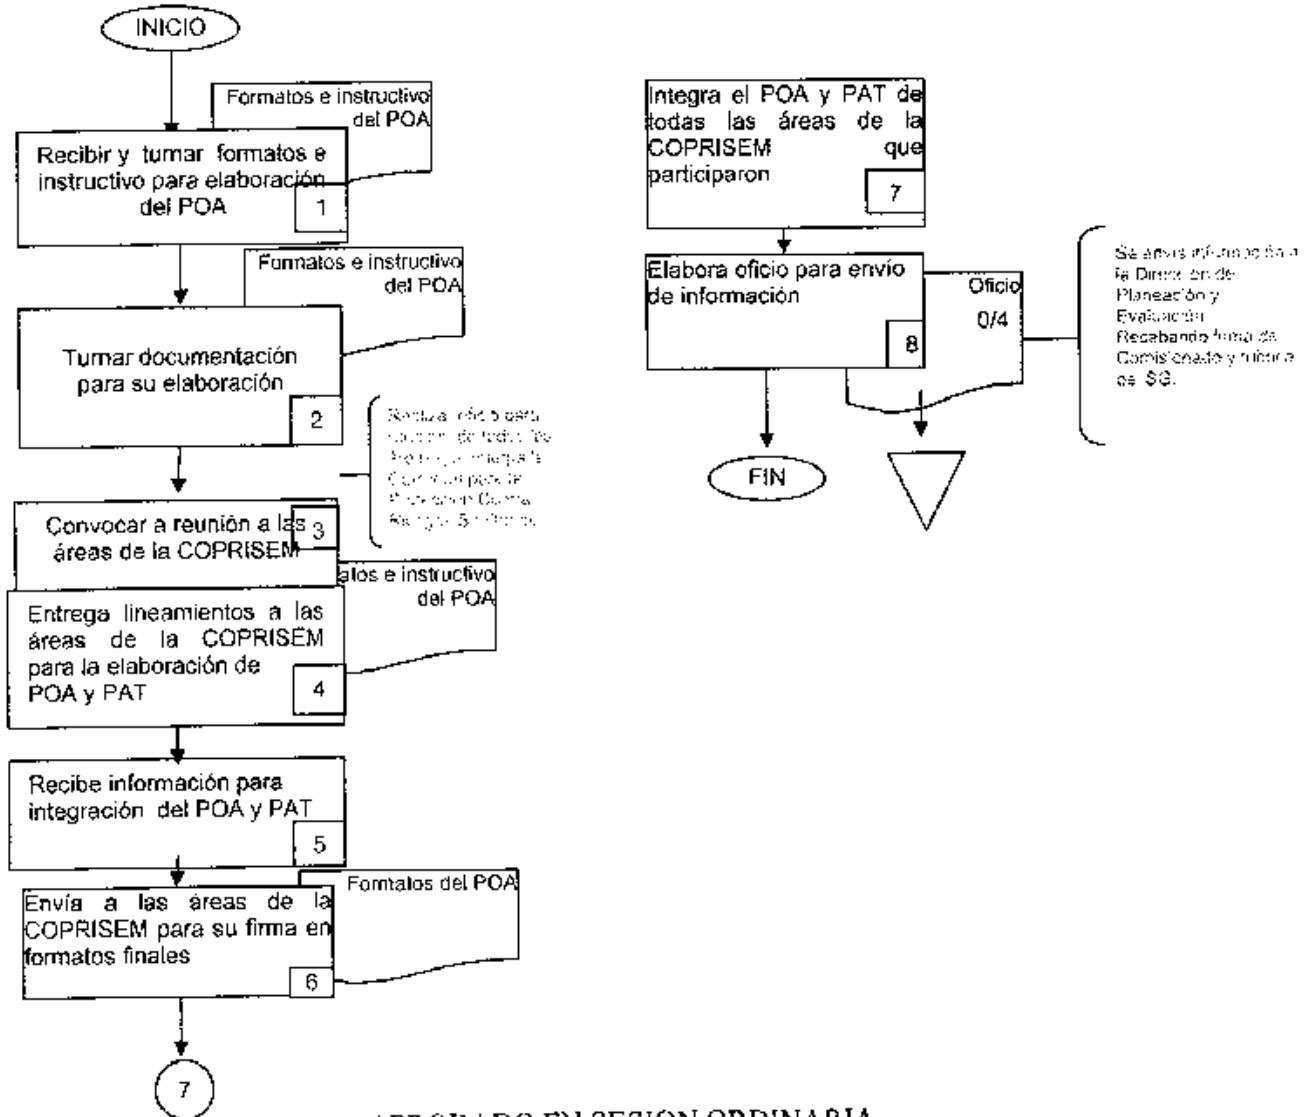 INICIO
Formatos e instructivo
del POA
Recibir y turnar formatos e
instructivo para elaboración
del POA
1
Formatos e instructivo
del POA
Turnar documentación
para su elaboración
2
Convocar a reunión a las
áreas de la COPRISEM
3
atos e instructivo
del POA
Entrega lineamientos a las
áreas de la COPRISEM
para la elaboración de
POA y PAT
4
Recibe información para
integración del POA y PAT
5
Formatos del POA
Envía a las áreas de la
COPRISEM para su firma en
formatos finales
6
7
Integra el POA y PAT de
todas las áreas de la
COPRISEM que
participaron
7
Elabora oficio para envío
de información
8
Oficio
0/4
Se envía información a
la Dirección de
Planeación y
Evaluación
Recabando firma de
Comisionado y rúbrica
de SG.
FIN